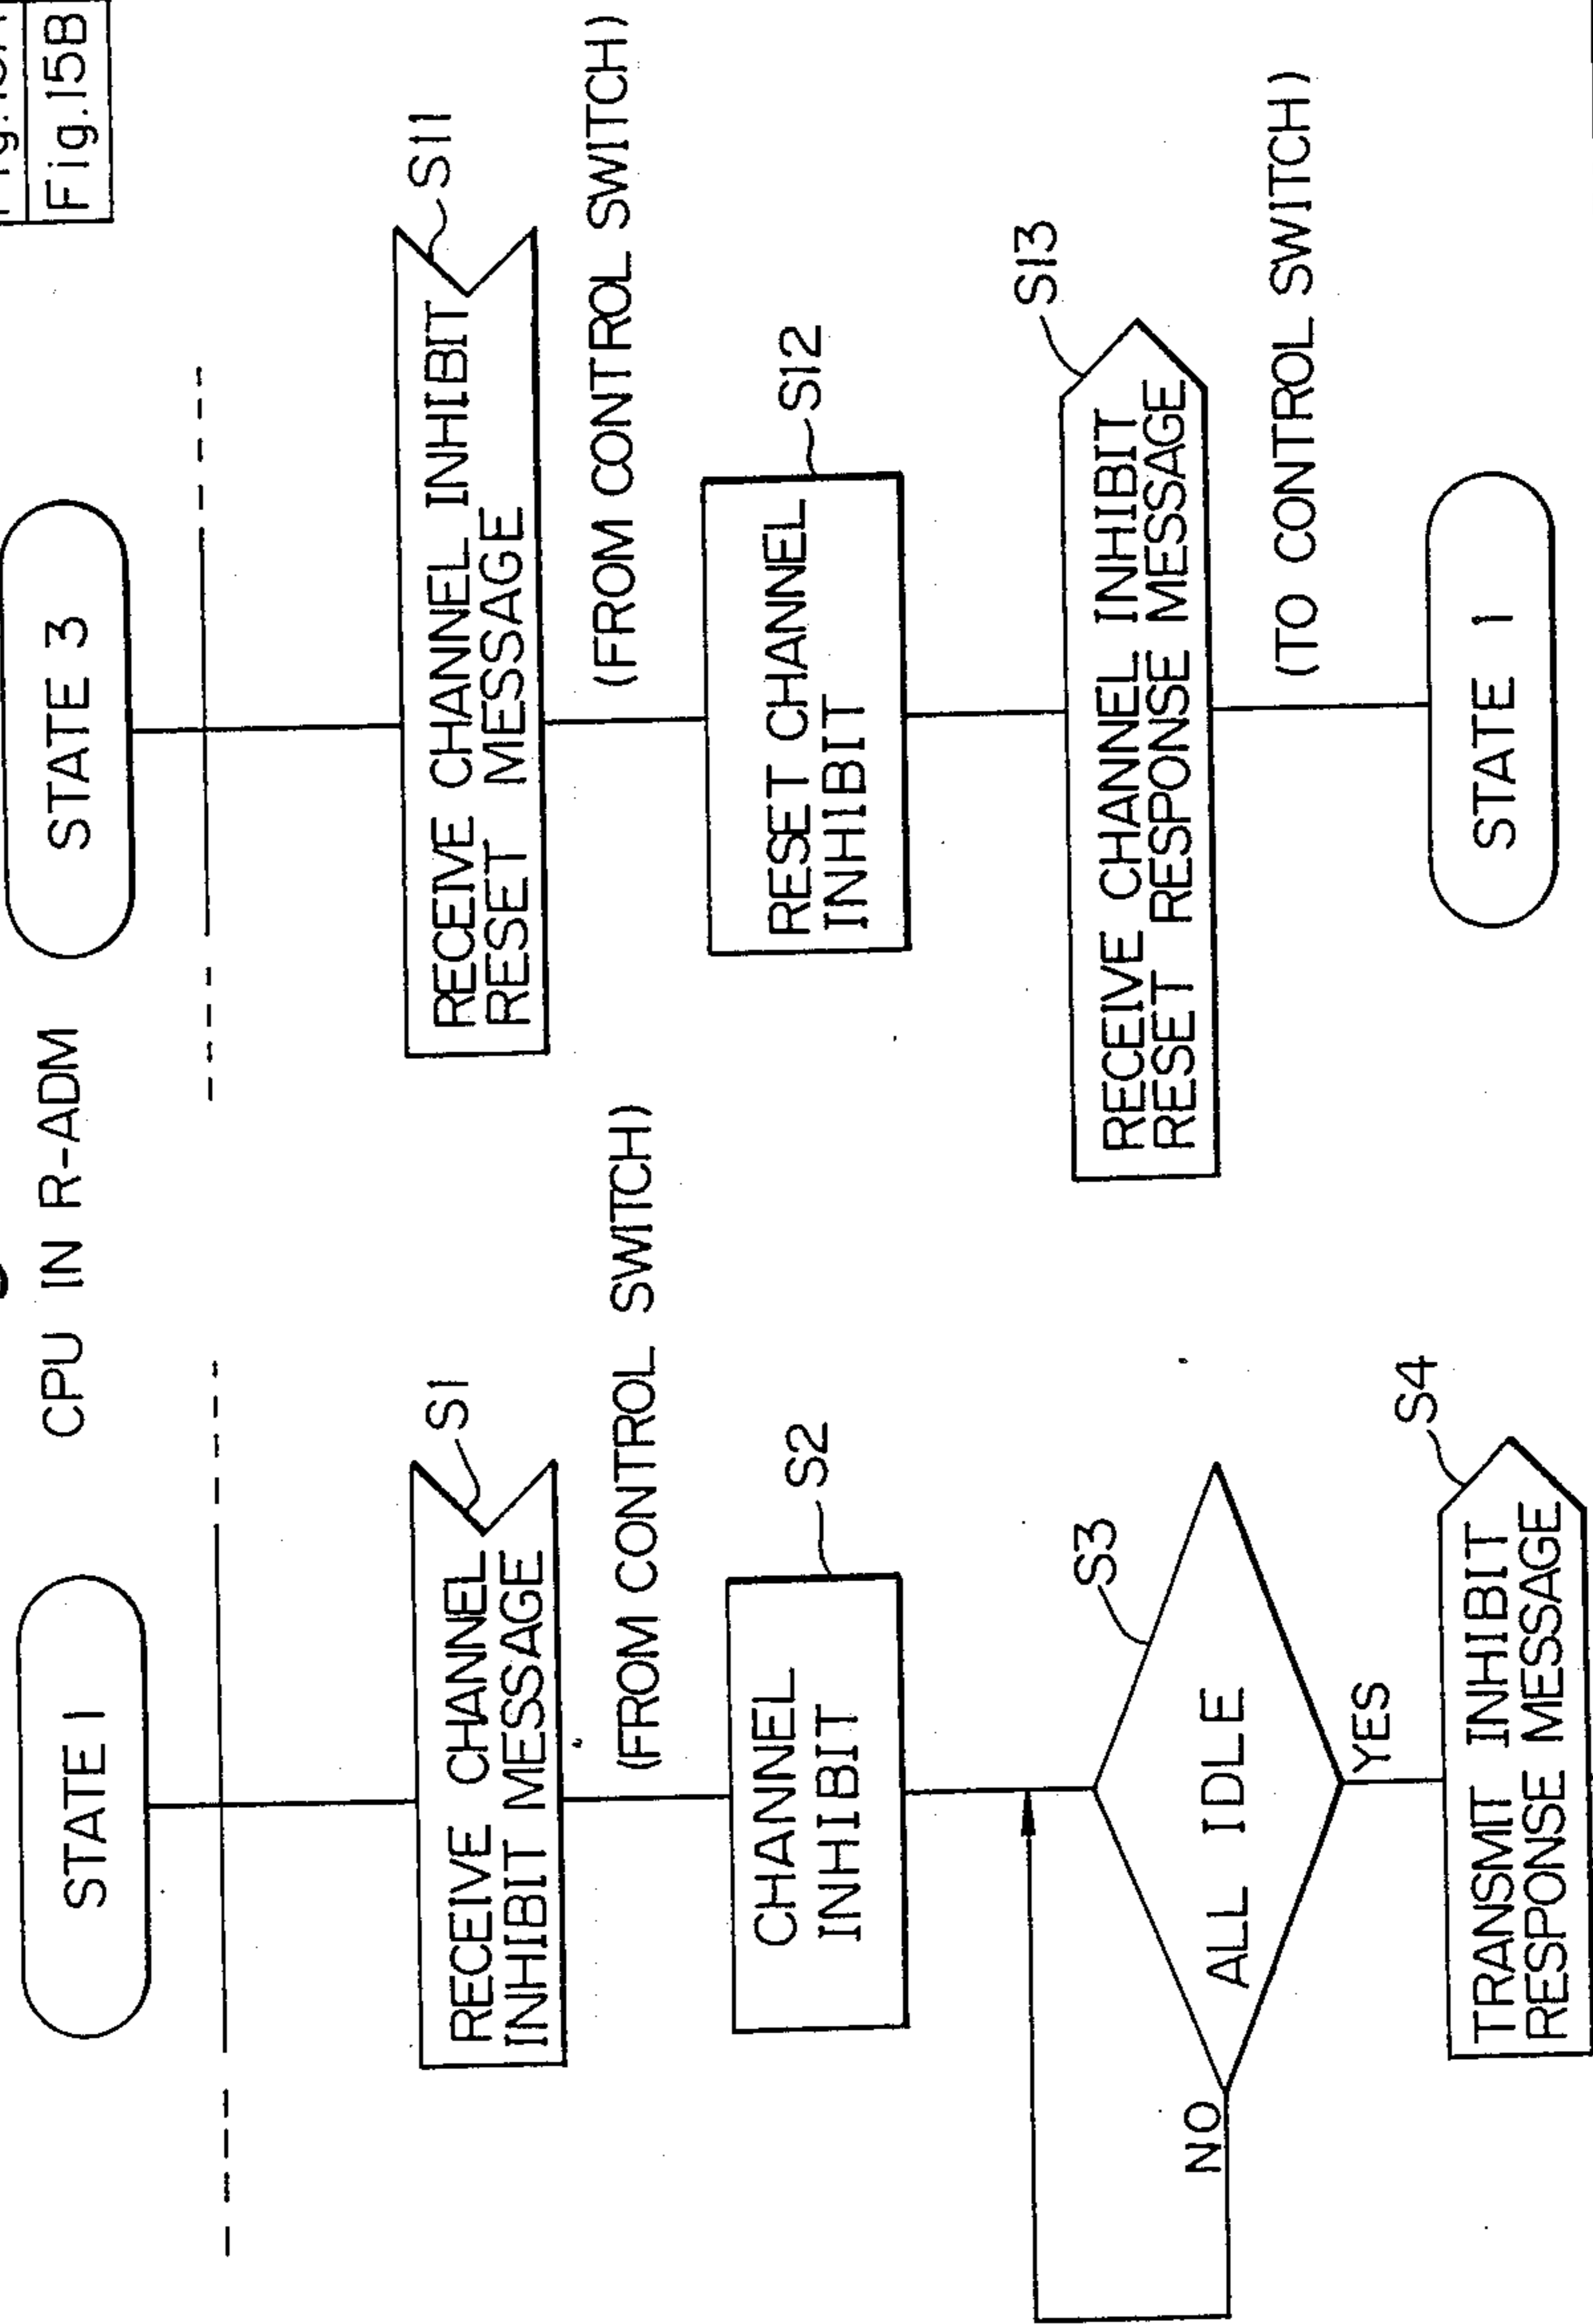 Fig.15B
CPU IN R-ADM
STATE 1
S1
RECEIVE CHANNEL
INHIBIT MESSAGE
(FROM CONTROL SWITCH)
S2
CHANNEL
INHIBIT
S3
ALL IDLE
NO
YES
S4
TRANSMIT INHIBIT
RESPONSE MESSAGE
STATE 3
S11
RECEIVE CHANNEL INHIBIT
RESET MESSAGE
(FROM CONTROL SWITCH)
S12
RESET CHANNEL
INHIBIT
S13
RECEIVE CHANNEL INHIBIT
RESET RESPONSE MESSAGE
(TO CONTROL SWITCH)
STATE 1